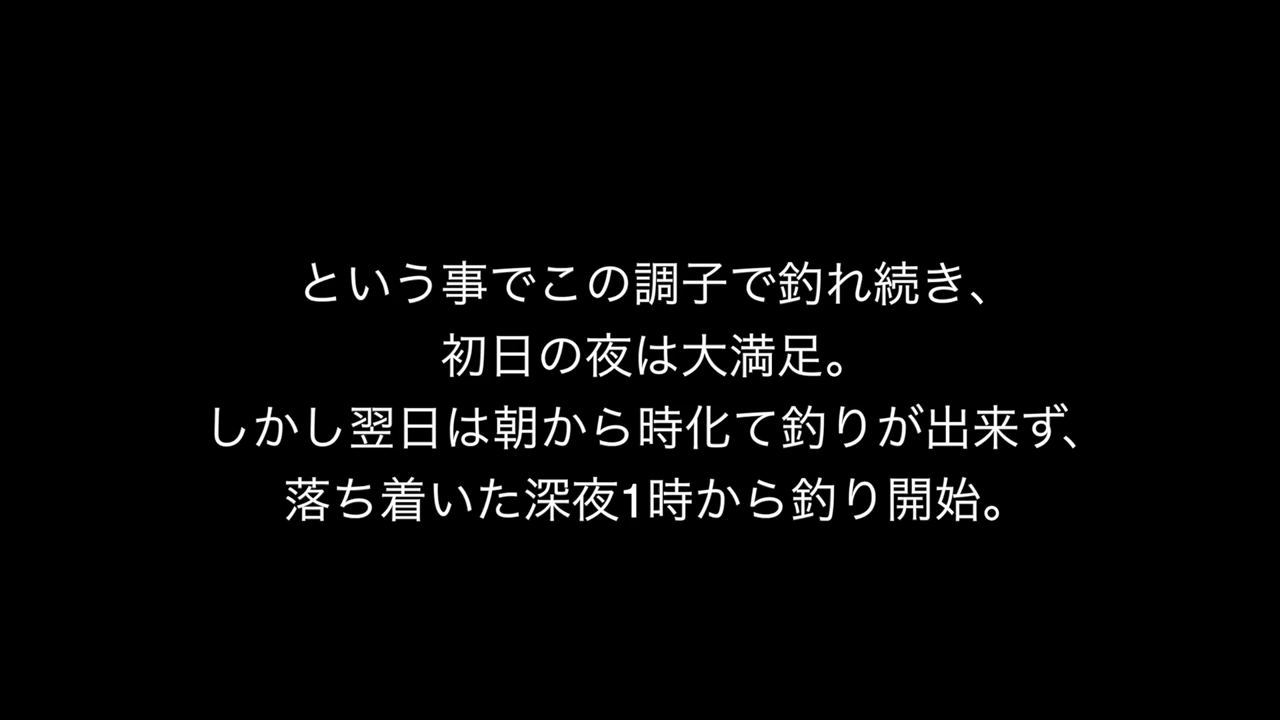 という事でこの調子で釣れ続き、
初日の夜は大満足。
しかし翌日は朝から時化て釣りが出来ず、
落ち着いた深夜1時から釣り開始。